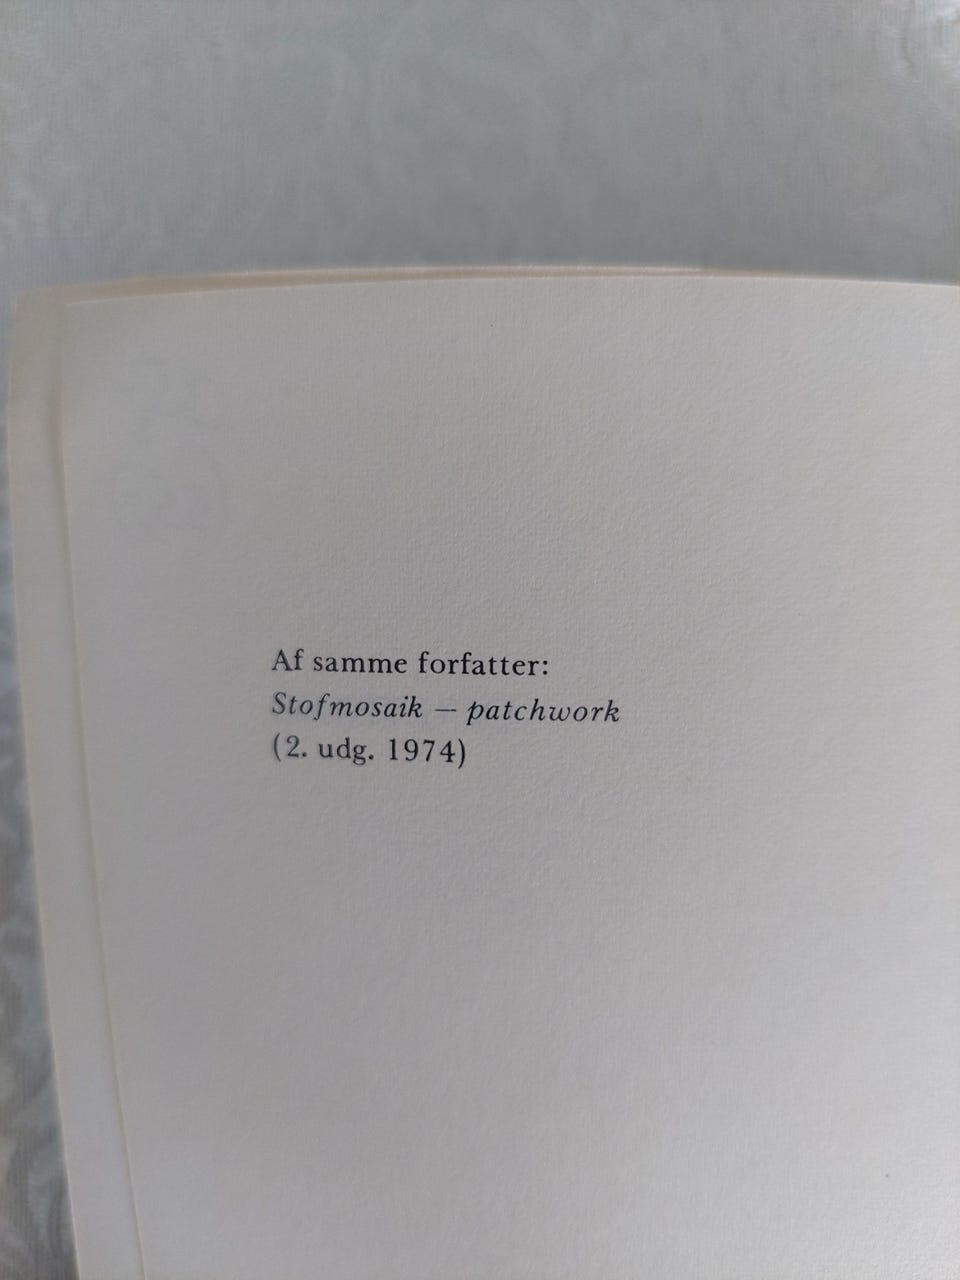 Af samme forfatter:
Stofmosaik – patchwork
(2. udg. 1974)